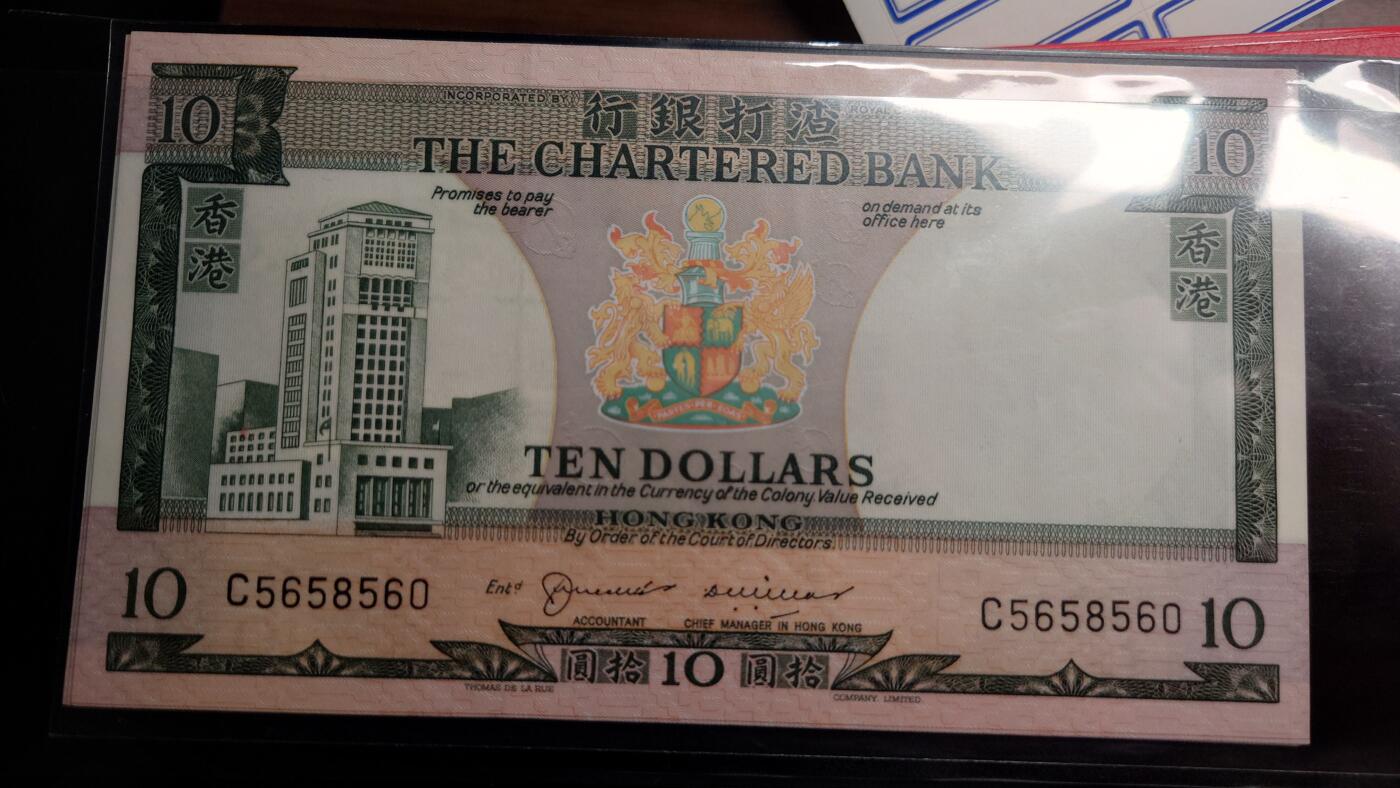 10
INCORPORATED BY
行銀打渣
ROYAL
10
THE CHARTERED BANK
香港
Promises to pay
the bearer
on demand at its
office here
香港
TEN DOLLARS
or the equivalent in the Currency of the Colony. Value Received
HONG KONG
By Order of the Court of Directors.
10
C5658560
Entd
C5658560
10
ACCOUNTANT
CHIEF MANAGER IN HONG KONG
圓拾
10
圓拾
THOMAS DE LA RUE
COMPANY, LIMITED.